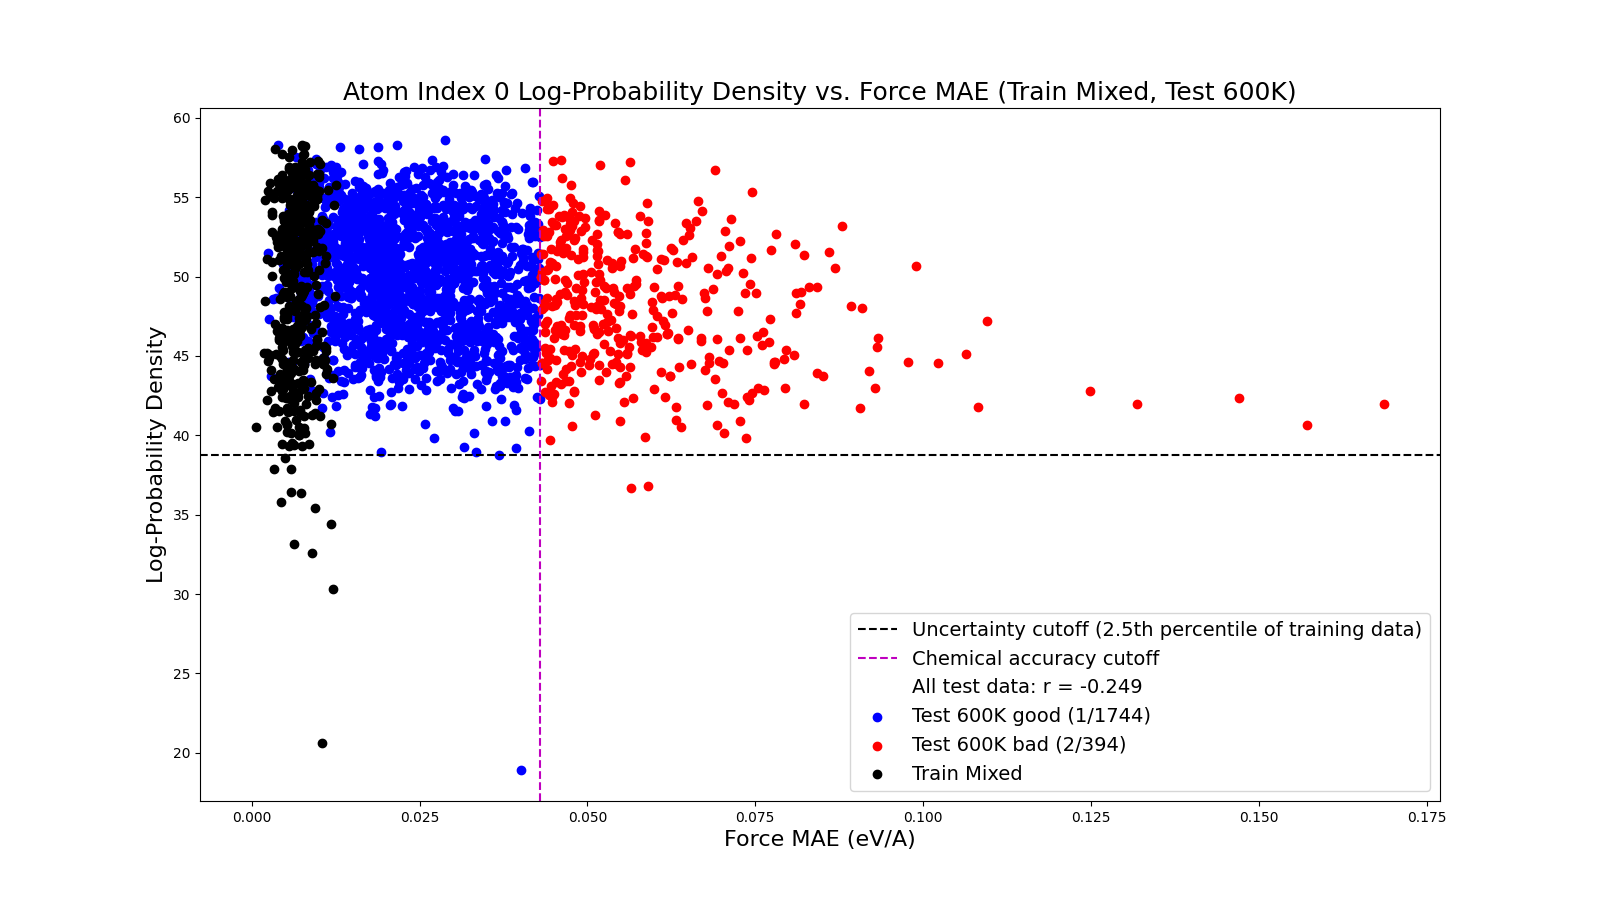 Atom Index 0 Log-Probability Density vs. Force MAE (Train Mixed, Test 600K)
Log-Probability Density
60
55
50
45
40
35
30
25
20
Uncertainty cutoff (2.5th percentile of training data)
Chemical accuracy cutoff
All test data: r = -0.249
Test 600K good (1/1744)
Test 600K bad (2/394)
Train Mixed
0.000 0.025 0.050 0.075 0.100 0.125 0.150 0.175
Force MAE (eV/A)